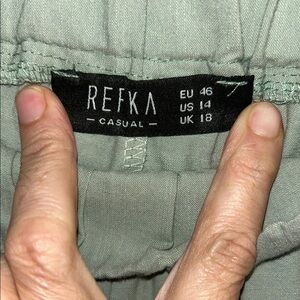 REFKA
— CASUAL —
EU 46
US 14
UK 18